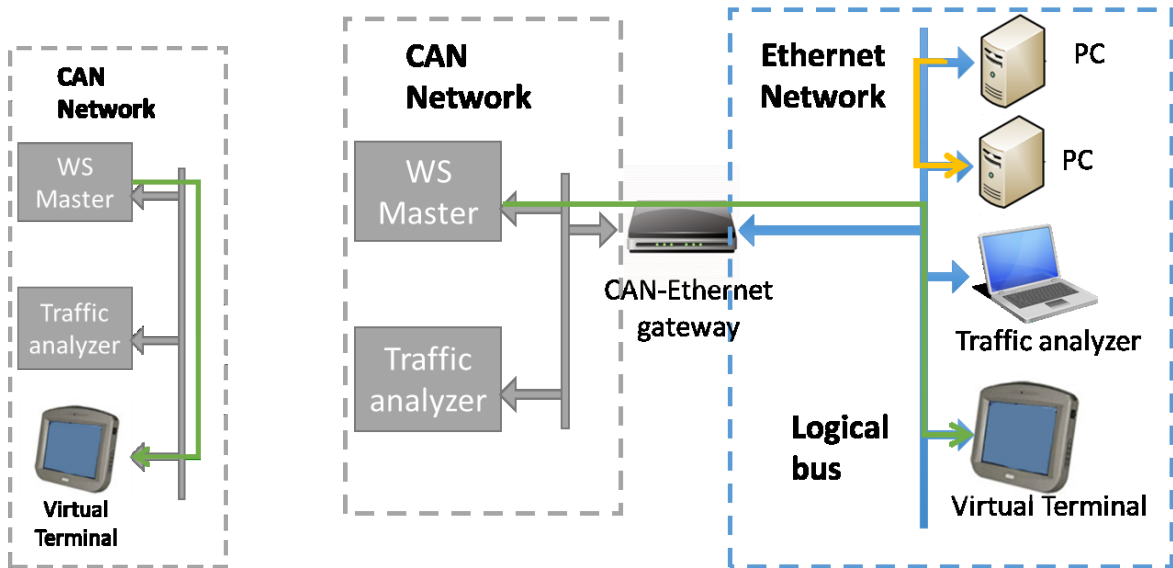 CAN
Network
WS
Master
Traffic
analyzer
Virtual
Terminal
CAN
Network
WS
Master
Traffic
analyzer
CAN-Ethernet
gateway
Ethernet
Network
PC
PC
Traffic analyzer
Logical
bus
Virtual Terminal